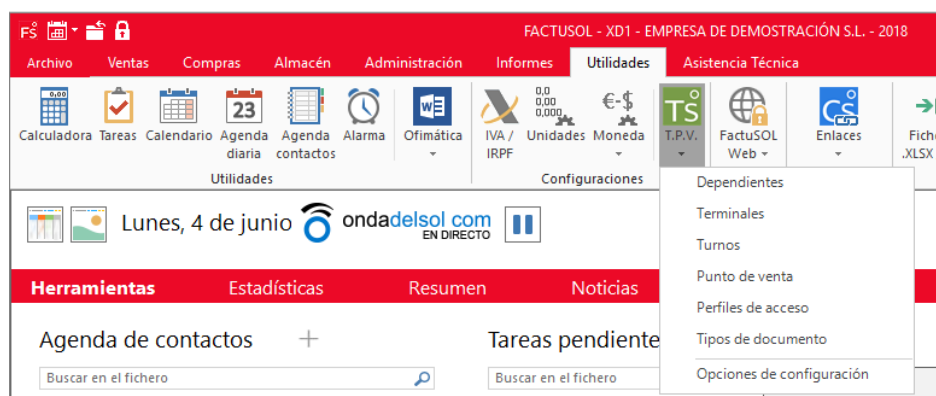 FS
FACTUSOL - XD1 - EMPRESA DE DEMOSTRACIÓN S.L. - 2018
Archivo Ventas Compras Almacén Administración Informes Utilidades Asistencia Técnica
0,00 23 W 0,0 0,00 0,000 €-$ TS CS
Calculadora Tareas Calendario Agenda diaria Agenda contactos Alarma Ofimática IVA / IRPF Unidades Moneda T.P.V. FactuSOL Web Enlaces
.XLSX
Utilidades Configuraciones
Dependientes
Terminales
Turnos
Punto de venta
Perfiles de acceso
Tipos de documento
Opciones de configuración
Lunes, 4 de junio ondadelsol com
EN DIRECTO
Herramientas Estadísticas Resumen Noticias
Agenda de contactos + Tareas pendiente
Buscar en el fichero Buscar en el fichero